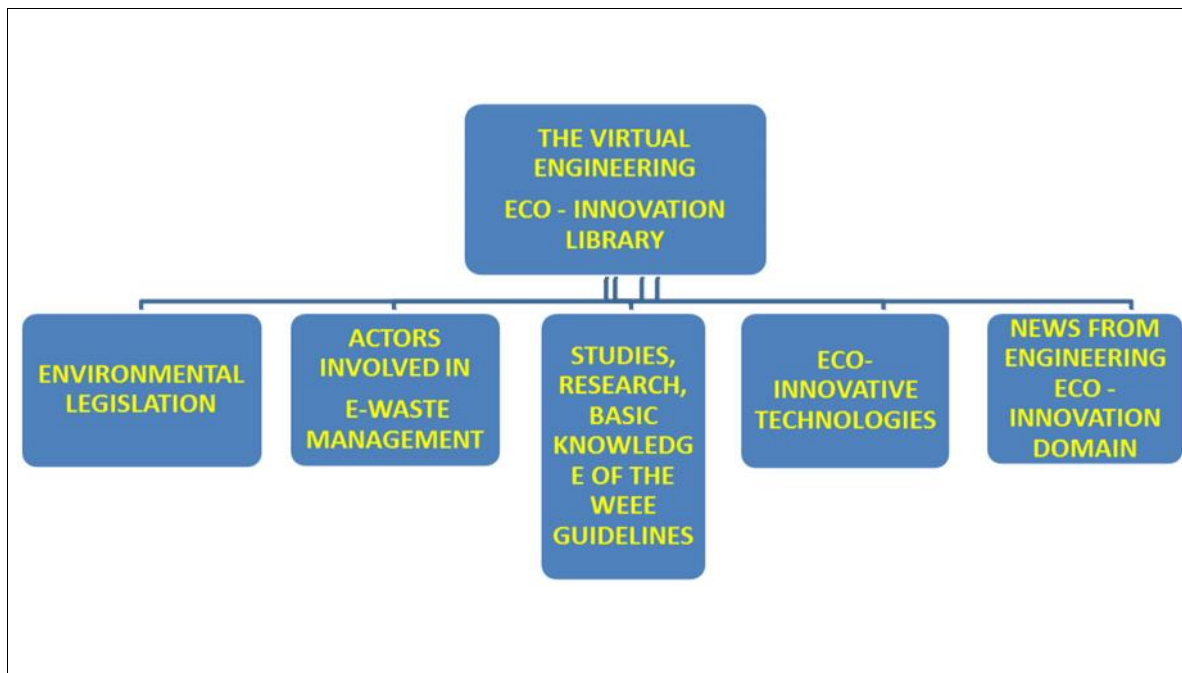 THE VIRTUAL
ENGINEERING
ECO - INNOVATION
LIBRARY
ENVIRONMENTAL
LEGISLATION
ACTORS
INVOLVED IN
E-WASTE
MANAGEMENT
STUDIES,
RESEARCH,
BASIC
KNOWLEDG
E OF THE
WEEE
GUIDELINES
ECO-
INNOVATIVE
TECHNOLOGIES
NEWS FROM
ENGINEERING
ECO -
INNOVATION
DOMAIN